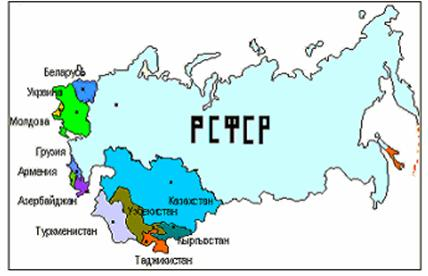 Беларусь
Украина
Молдова
РСФСР
Грузия
Армения
Азербайджан
Казахстан
Узбекистан
Туркменистан
Кыргызстан
Таджикистан